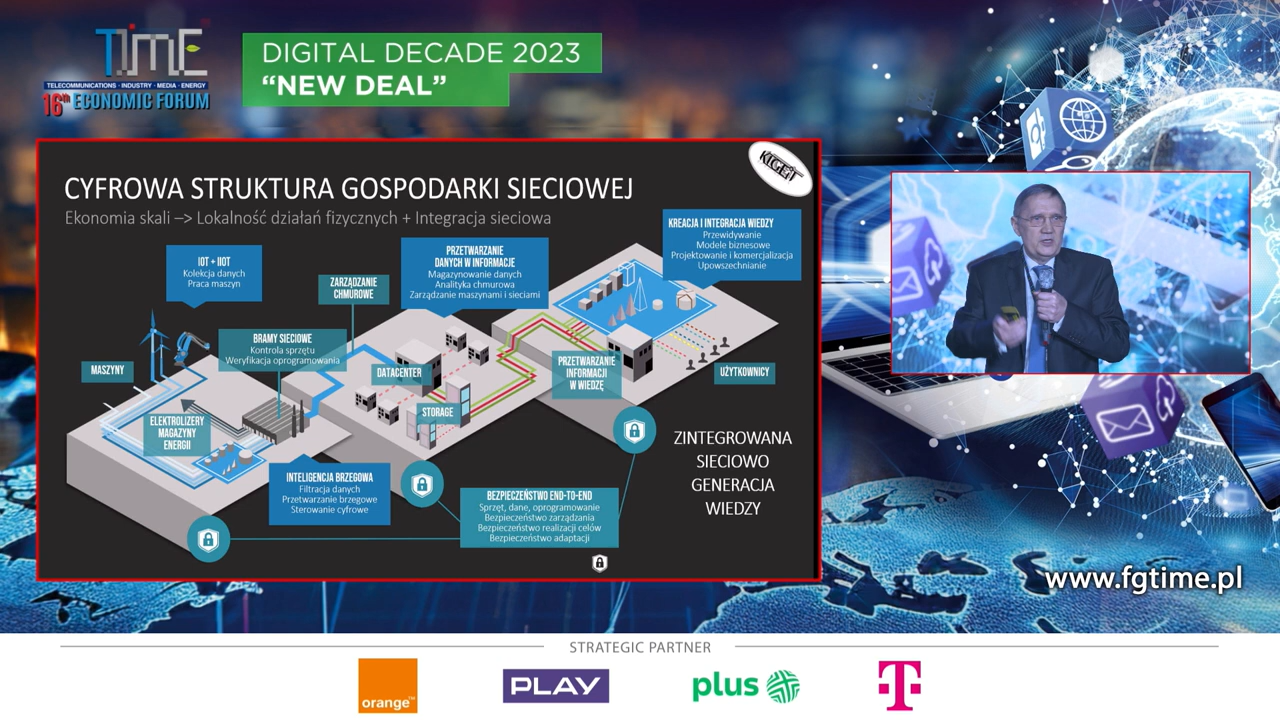 TIME
TELECOMMUNICATIONS · INDUSTRY · MEDIA · ENERGY
16th ECONOMIC FORUM
DIGITAL DECADE 2023
“NEW DEAL”
KIGEiT
CYFROWA STRUKTURA GOSPODARKI SIECIOWEJ
Ekonomia skali –> Lokalność działań fizycznych + Integracja sieciowa
IOT + IIOT
Kolekcja danych
Praca maszyn
ZARZĄDZANIE
CHMUROWE
PRZETWARZANIE
DANYCH W INFORMACJE
Magazynowanie danych
Analityka chmurowa
Zarządzanie maszynami i sieciami
KREACJA I INTEGRACJA WIEDZY
Przewidywanie
Modele biznesowe
Projektowanie i komercjalizacja
Upowszechnianie
MASZYNY
BRAMY SIECIOWE
Kontrola sprzętu
Weryfikacja oprogramowania
DATACENTER
STORAGE
PRZETWARZANIE
INFORMACJI
W WIEDZĘ
UŻYTKOWNICY
ELEKTROLIZERY
MAGAZYNY
ENERGII
INTELIGENCJA BRZEGOWA
Filtracja danych
Przetwarzanie brzegowe
Sterowanie cyfrowe
BEZPIECZEŃSTWO END-TO-END
Sprzęt, dane, oprogramowanie
Bezpieczeństwo zarządzania
Bezpieczeństwo realizacji celów
Bezpieczeństwo adaptacji
ZINTEGROWANA
SIECIOWO
GENERACJA
WIEDZY
www.fgtime.pl
STRATEGIC PARTNER
orange™
PLAY
plus
T